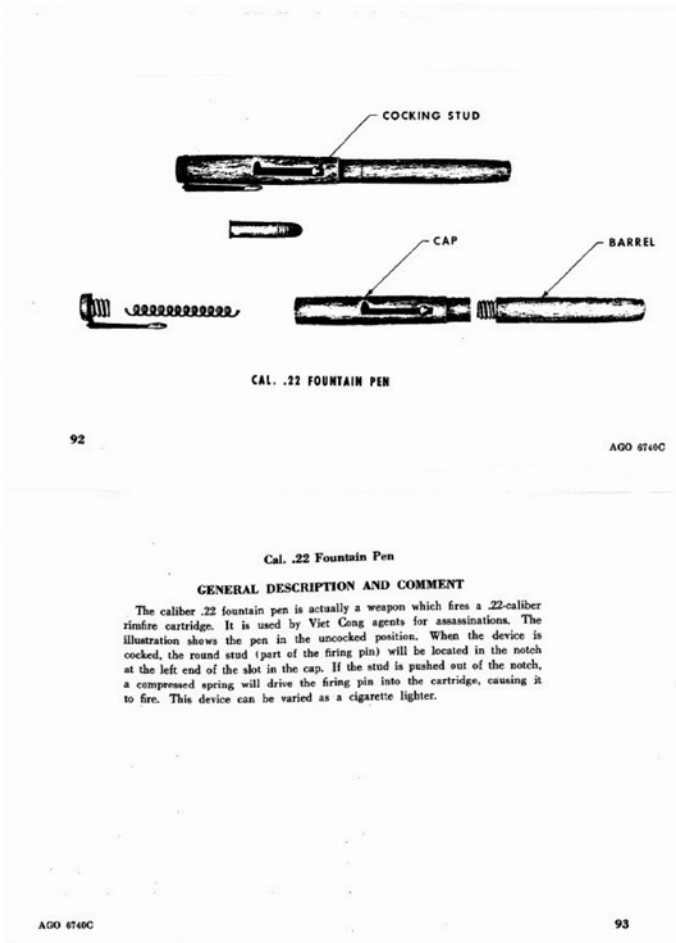 COCKING STUD
CAP
BARREL
CAL. .22 FOUNTAIN PEN
92
AGO 6740C
Cal. .22 Fountain Pen
GENERAL DESCRIPTION AND COMMENT
The caliber .22 fountain pen is actually a weapon which fires a .22-caliber
rimfire cartridge. It is used by Viet Cong agents for assassinations. The
illustration shows the pen in the uncocked position. When the device is
cocked, the round stud (part of the firing pin) will be located in the notch
at the left end of the slot in the cap. If the stud is pushed out of the notch,
a compressed spring will drive the firing pin into the cartridge, causing it
to fire. This device can be varied as a cigarette lighter.
AGO 6740C
93